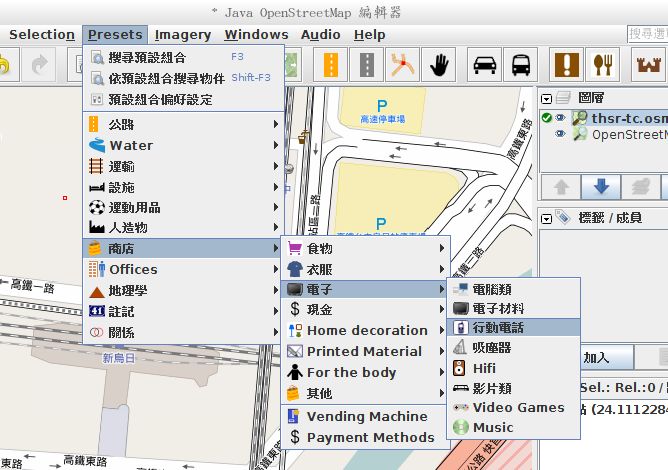 * Java OpenStreetMap 編輯器
Selection Presets Imagery Windows Audio Help
搜尋預設組合 F3
依預設組合搜尋物件 Shift-F3
預設組合偏好設定
公路
Water
運輸
設施
運動用品
人造物
商店
Offices
地理學
註試
關係
食物
衣服
電子
現金
Home decoration
Printed Material
For the body
其他
Vending Machine
Payment Methods
電腦類
電子材料
行動電話
吸塵器
Hifi
影片類
Video Games
Music
搜尋選
圖層
thsr-tc.osm
OpenStreetM
標籤 / 成員
加入
Sel.: Rel.:0 /
(24.1112284
P
高速停車場
P
高鐵東路
高鐵一路
新烏日
高鐵東路
高鐵東路